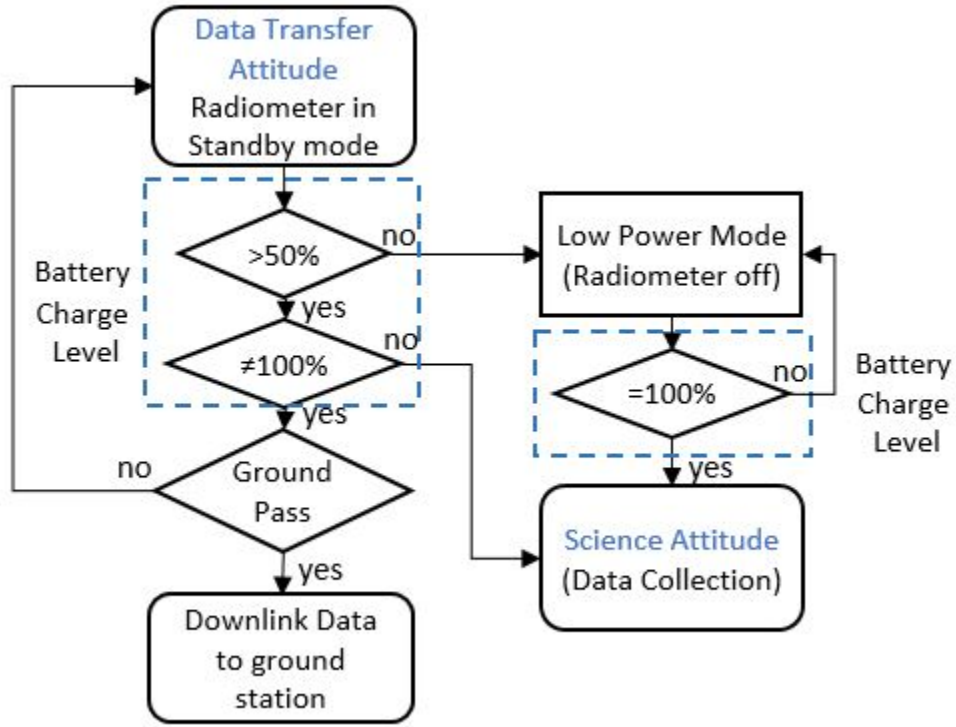 Data Transfer
Attitude
Radiometer in
Standby mode
Battery
Charge
Level
>50%
no
yes
≠100%
no
yes
Ground
Pass
no
yes
Downlink Data
to ground
station
Low Power Mode
(Radiometer off)
=100%
no
yes
Battery
Charge
Level
Science Attitude
(Data Collection)